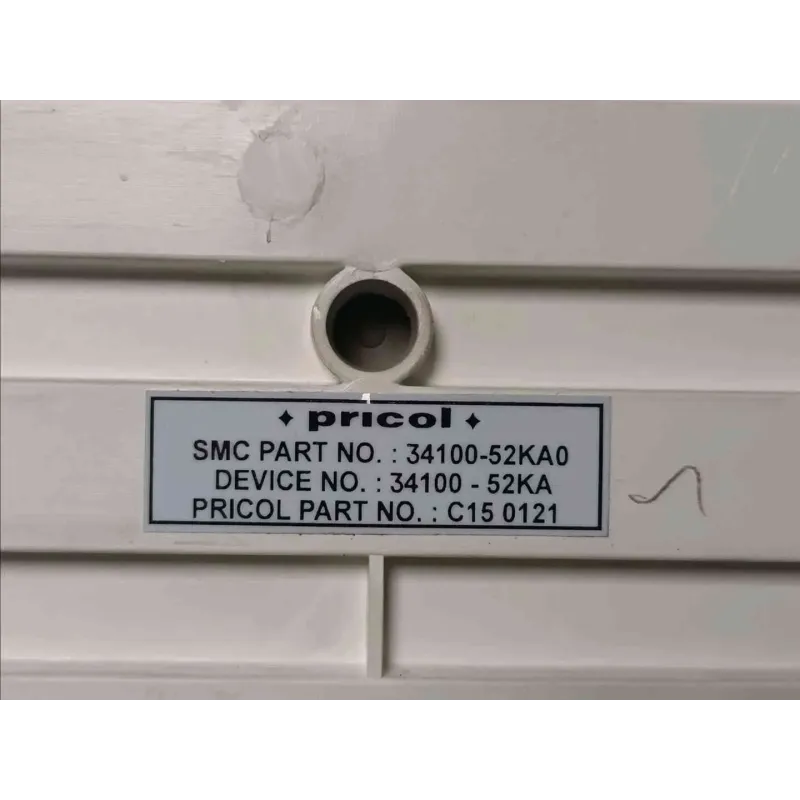 pricol
SMC PART NO. : 34100-52KA0
DEVICE NO. : 34100 - 52KA
PRICOL PART NO. : C15 0121